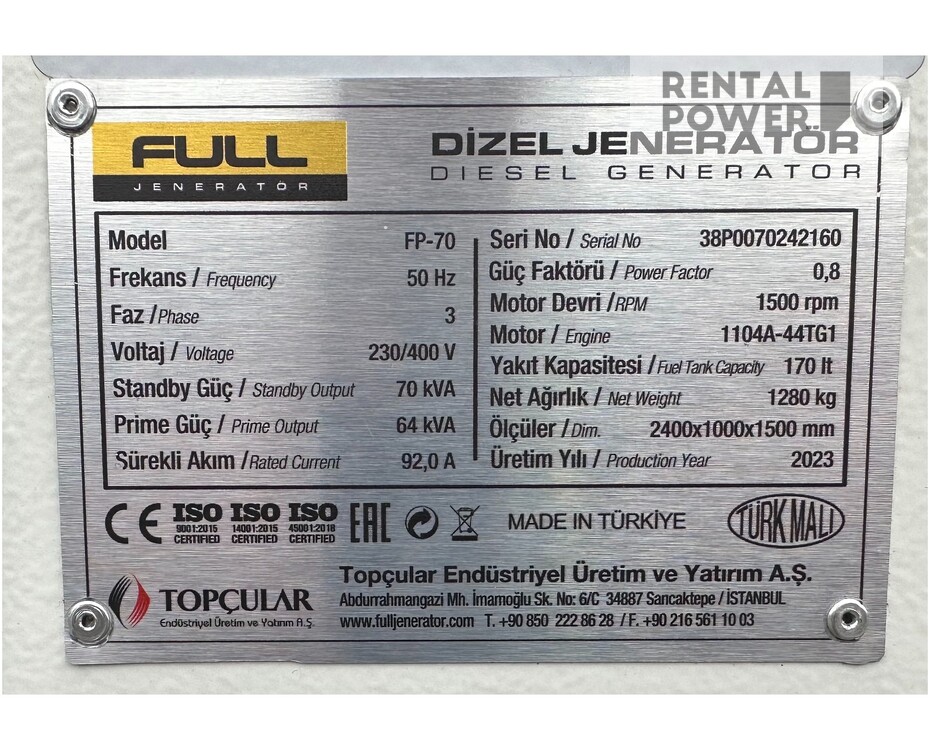 RENTAL
POWER
FULL
JENERATÖR
DİZEL JENERATÖR
DIESEL GENERATOR
Model FP-70
Frekans / Frequency 50 Hz
Faz / Phase 3
Voltaj / Voltage 230/400 V
Standby Güç / Standby Output 70 kVA
Prime Güç / Prime Output 64 kVA
Sürekli Akım / Rated Current 92,0 A
Seri No / Serial No 38P0070242160
Güç Faktörü / Power Factor 0,8
Motor Devri / RPM 1500 rpm
Motor / Engine 1104A-44TG1
Yakıt Kapasitesi / Fuel Tank Capacity 170 lt
Net Ağırlık / Net Weight 1280 kg
Ölçüler / Dim. 2400x1000x1500 mm
Üretim Yılı / Production Year 2023
CE ISO 9001:2015 CERTIFIED ISO 14001:2015 CERTIFIED ISO 45001:2018 CERTIFIED EAC MADE IN TÜRKİYE TÜRK MALI
TOPÇULAR
Endüstriyel Üretim ve Yatırım A.Ş.
Topçular Endüstriyel Üretim ve Yatırım A.Ş.
Abdurrahmangazi Mh. İmamoğlu Sk. No: 6/C 34887 Sancaktepe / İSTANBUL
www.fulljenerator.com T. +90 850 222 86 28 / F. +90 216 561 10 03